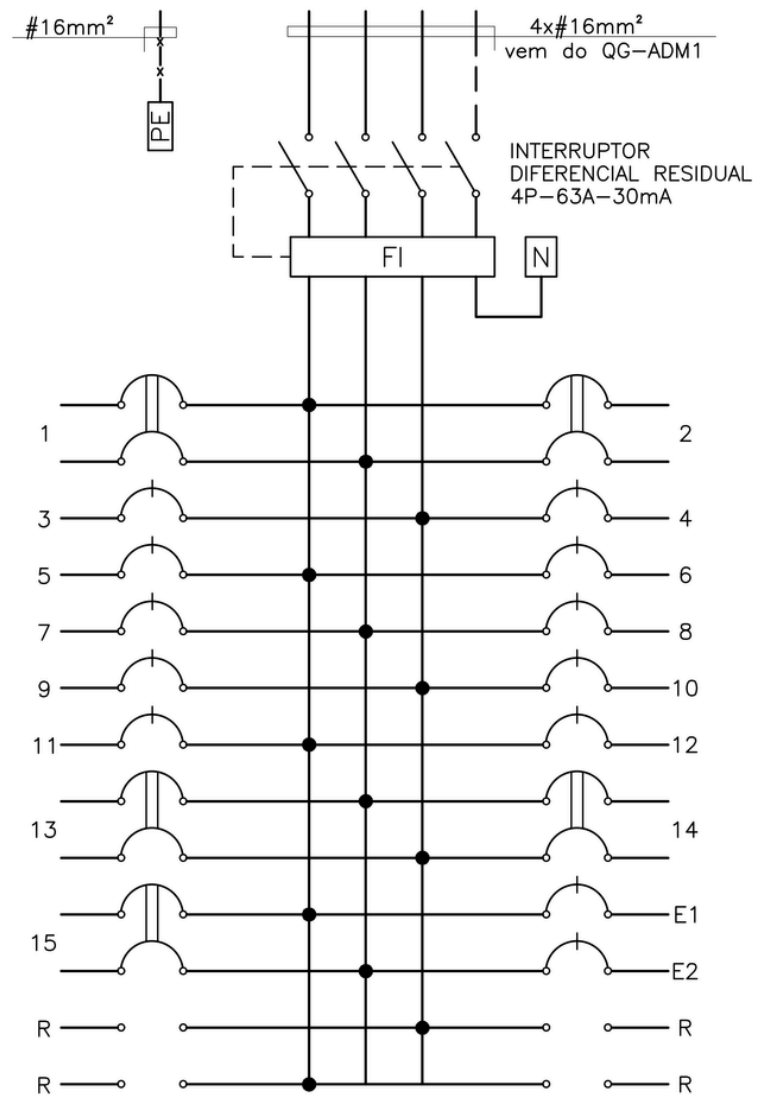 #16mm²
4x#16mm²
vem do QG-ADM1
PE
INTERRUPTOR
DIFERENCIAL RESIDUAL
4P-63A-30mA
FI
N
1
2
3
4
5
6
7
8
9
10
11
12
13
14
15
E1
E2
R
R
R
R